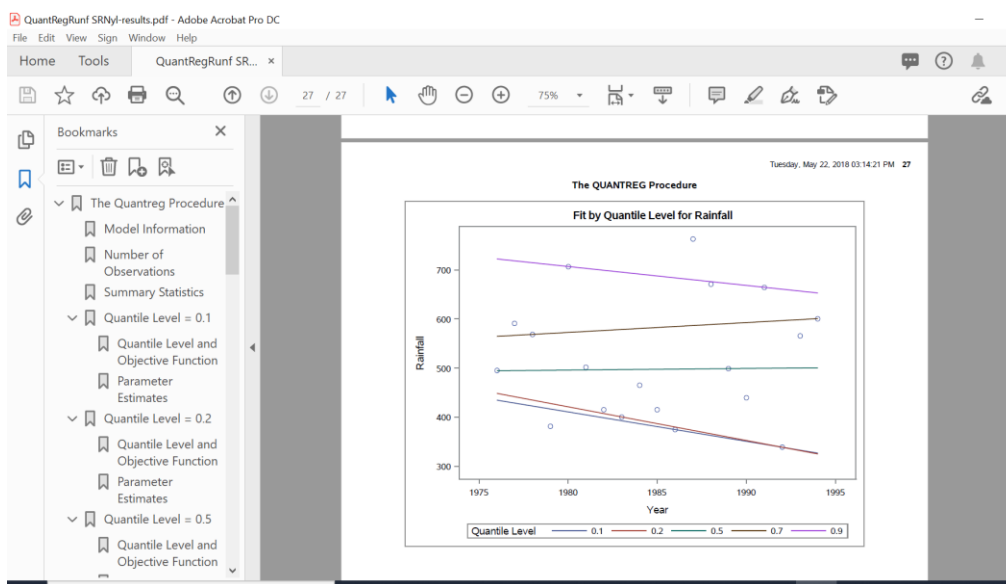 QuantRegRunf SRNyl-results.pdf - Adobe Acrobat Pro DC
File Edit View Sign Window Help
Home Tools QuantRegRunf SR... ×
27 / 27 75%
Bookmarks
The Quantreg Procedure
Model Information
Number of
Observations
Summary Statistics
Quantile Level = 0.1
Quantile Level and
Objective Function
Parameter
Estimates
Quantile Level = 0.2
Quantile Level and
Objective Function
Parameter
Estimates
Quantile Level = 0.5
Quantile Level and
Objective Function
Tuesday, May 22, 2018 03:14:21 PM 27
The QUANTREG Procedure
Fit by Quantile Level for Rainfall
700
600
500
400
300
Rainfall
1975 1980 1985 1990 1995
Year
Quantile Level 0.1 0.2 0.5 0.7 0.9